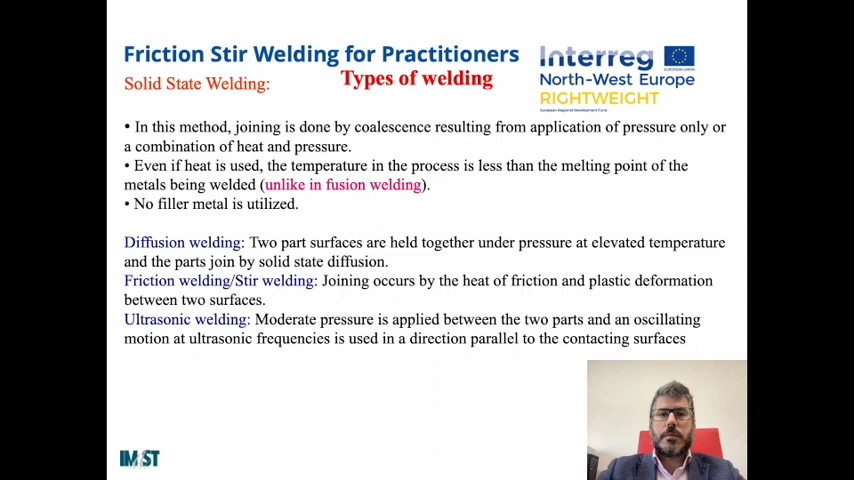 Friction Stir Welding for Practitioners
Interreg
EUROPEAN UNION
Solid State Welding:
Types of welding
North-West Europe
RIGHTWEIGHT
European Regional Development Fund
• In this method, joining is done by coalescence resulting from application of pressure only or
a combination of heat and pressure.
• Even if heat is used, the temperature in the process is less than the melting point of the
metals being welded (unlike in fusion welding).
• No filler metal is utilized.
Diffusion welding: Two part surfaces are held together under pressure at elevated temperature
and the parts join by solid state diffusion.
Friction welding/Stir welding: Joining occurs by the heat of friction and plastic deformation
between two surfaces.
Ultrasonic welding: Moderate pressure is applied between the two parts and an oscillating
motion at ultrasonic frequencies is used in a direction parallel to the contacting surfaces